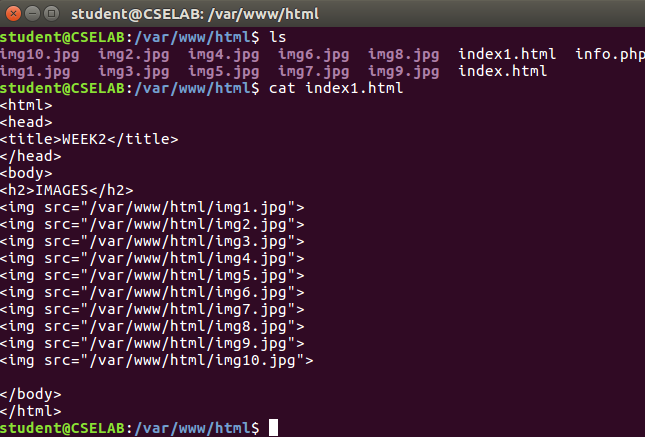 student@CSELAB: /var/www/html
student@CSELAB:/var/www/html$ ls
img10.jpg  img2.jpg  img4.jpg  img6.jpg  img8.jpg  index1.html  info.php
img1.jpg   img3.jpg  img5.jpg  img7.jpg  img9.jpg  index.html
student@CSELAB:/var/www/html$ cat index1.html
<html>
<head>
<title>WEEK2</title>
</head>
<body>
<h2>IMAGES</h2>
<img src="/var/www/html/img1.jpg">
<img src="/var/www/html/img2.jpg">
<img src="/var/www/html/img3.jpg">
<img src="/var/www/html/img4.jpg">
<img src="/var/www/html/img5.jpg">
<img src="/var/www/html/img6.jpg">
<img src="/var/www/html/img7.jpg">
<img src="/var/www/html/img8.jpg">
<img src="/var/www/html/img9.jpg">
<img src="/var/www/html/img10.jpg">
</body>
</html>
student@CSELAB:/var/www/html$